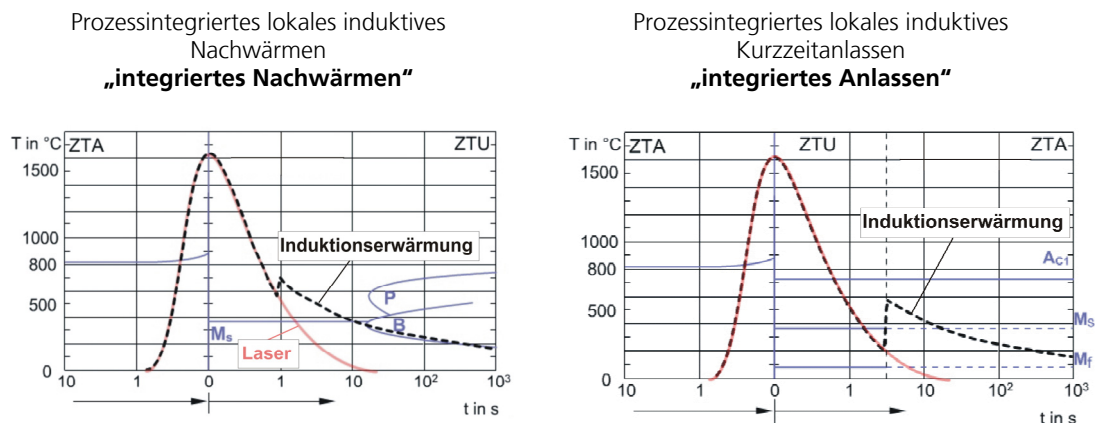 Prozessintegriertes lokales induktives
Nachwärmen
„integriertes Nachwärmen“
T in °C
ZTA
ZTU
1500
1000
800
500
0
Induktionserwärmung
P
B
Ms
Laser
10 1 0 1 10 10² 10³
t in s
Prozessintegriertes lokales induktives
Kurzzeitanlassen
„integriertes Anlassen“
T in °C
ZTA
ZTU
ZTA
1500
1000
800
500
0
Induktionserwärmung
AC1
MS
Mf
10 1 0 1 10 10² 10³
t in s